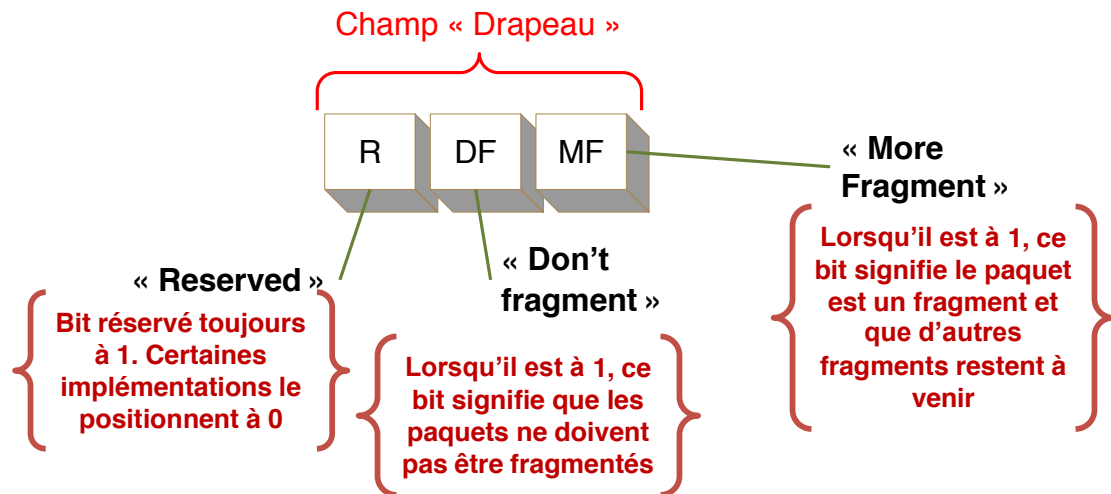 Champ « Drapeau »
R
DF
MF
« Reserved »
Bit réservé toujours
à 1. Certaines
implémentations le
positionnent à 0
« Don't
fragment »
Lorsqu'il est à 1, ce
bit signifie que les
paquets ne doivent
pas être fragmentés
« More
Fragment »
Lorsqu'il est à 1, ce
bit signifie le paquet
est un fragment et
que d'autres
fragments restent à
venir